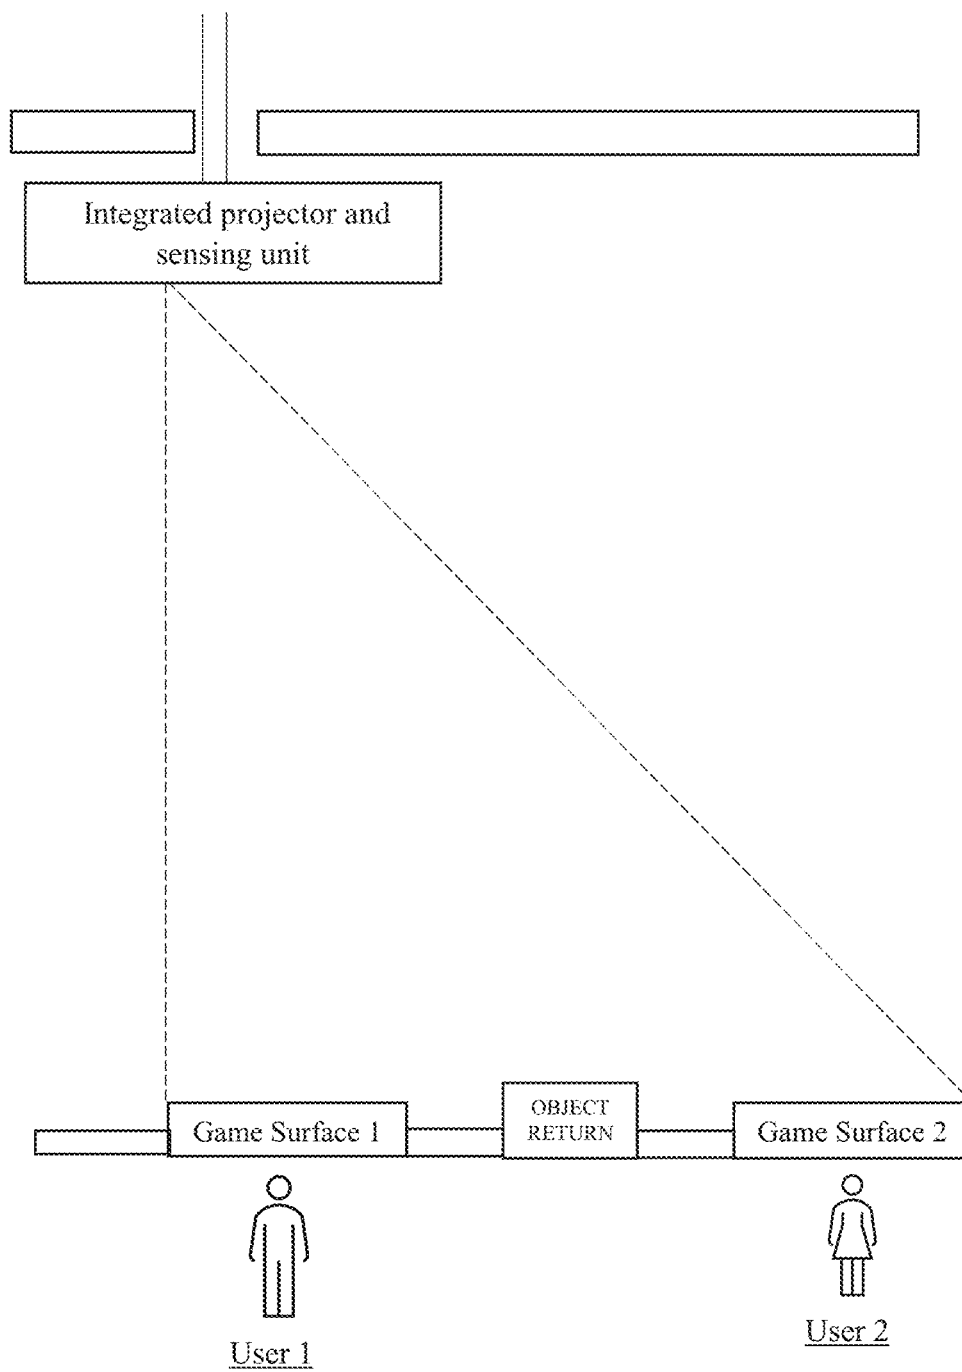 Integrated projector and
sensing unit
Game Surface 1
OBJECT
RETURN
Game Surface 2
User 1
User 2